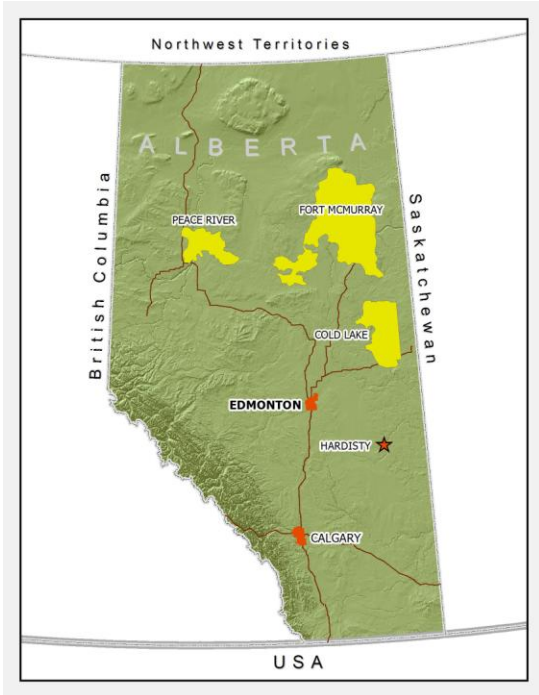 Northwest Territories
ALBERTA
PEACE RIVER
FORT MCMURRAY
British Columbia
Saskatchewan
COLD LAKE
EDMONTON
HARDISTY
CALGARY
USA